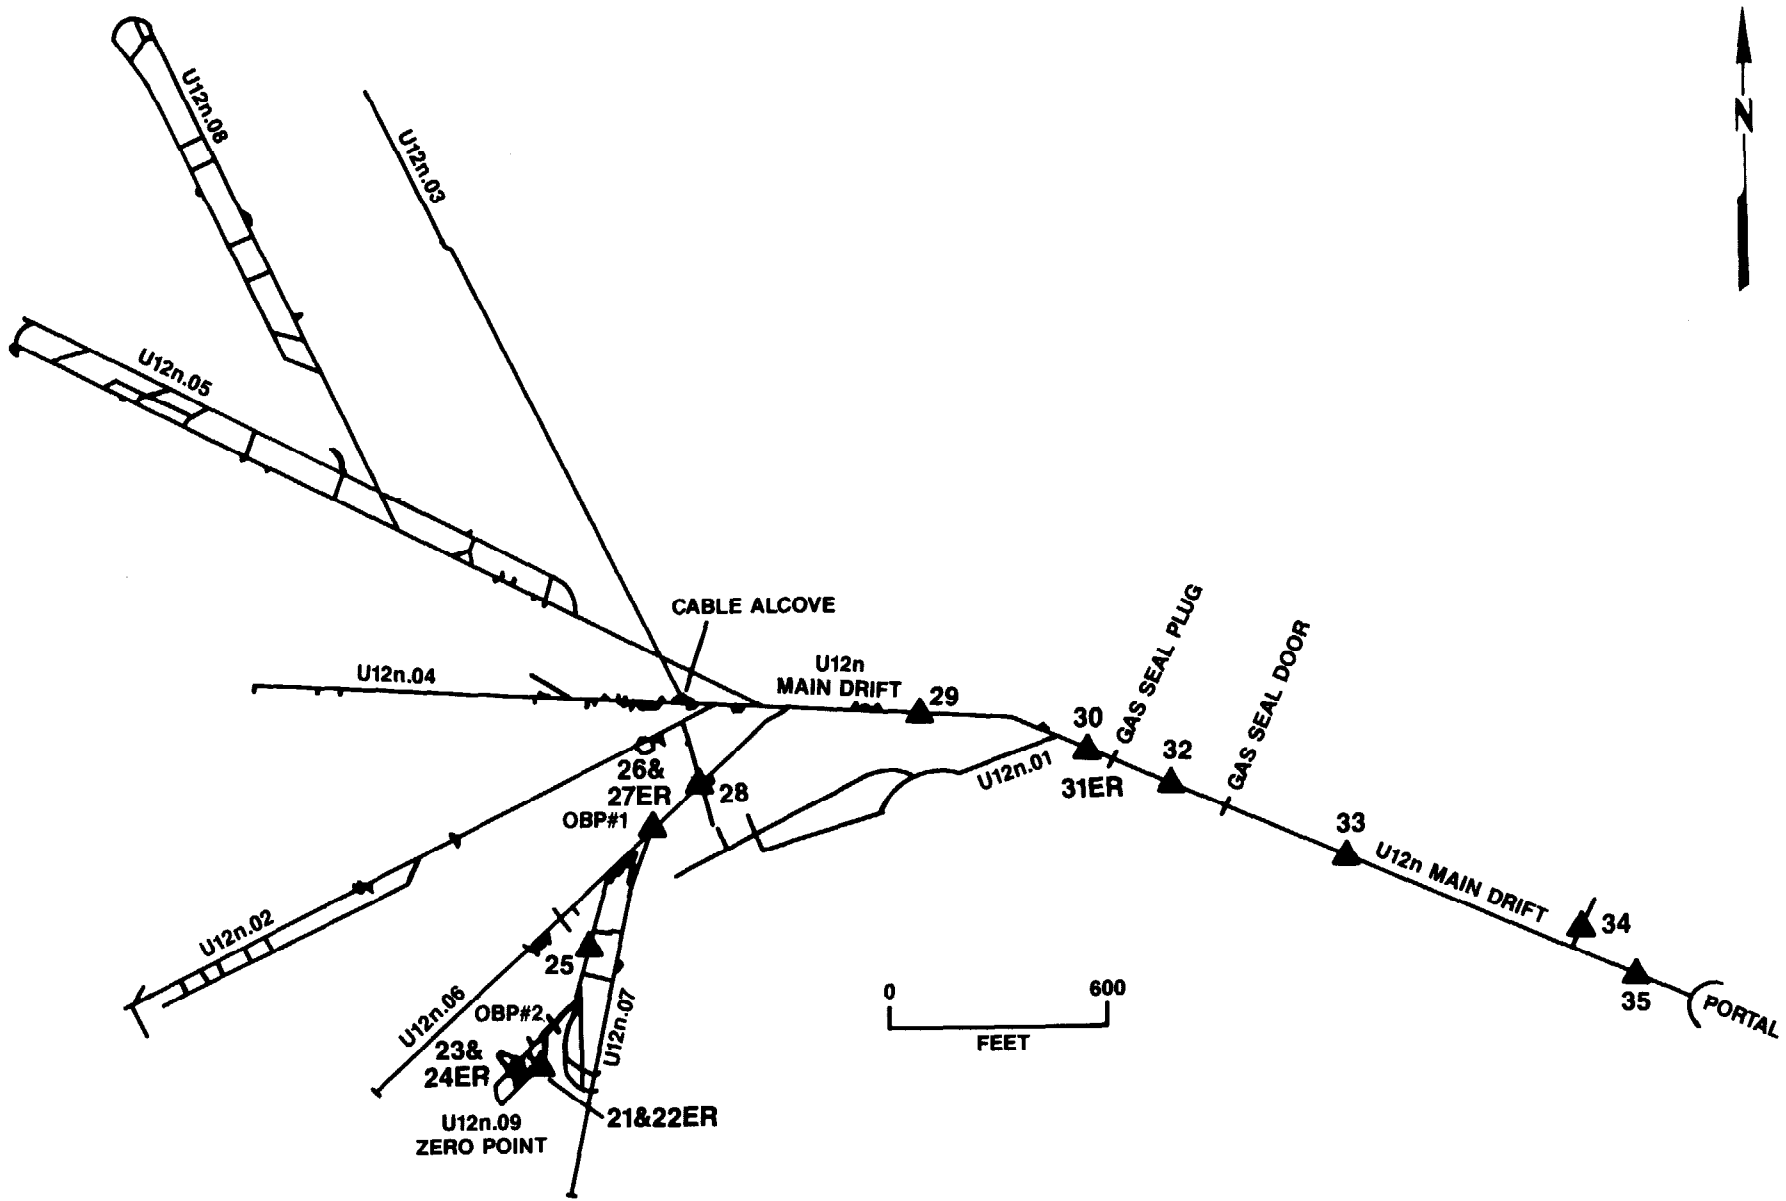 N
U12n.08
U12n.03
U12n.05
CABLE ALCOVE
U12n.04
U12n
MAIN DRIFT
29
30
GAS SEAL PLUG
GAS SEAL DOOR
32
31ER
U12n.01
26&
27ER
28
OBP#1
33
U12n MAIN DRIFT
34
35
PORTAL
U12n.02
25
U12n.06
OBP#2
U12n.07
23&
24ER
21&22ER
U12n.09
ZERO POINT
0
600
FEET